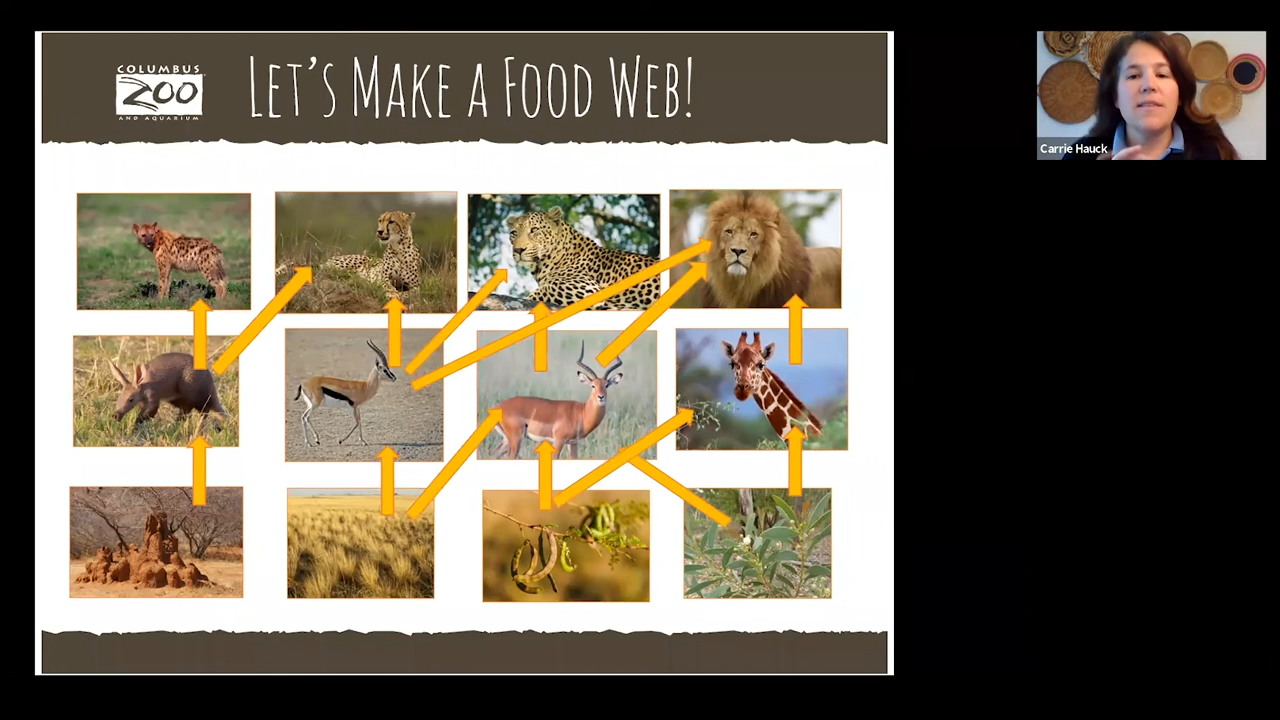 COLUMBUS
ZOO
AND AQUARIUM
LET'S MAKE A FOOD WEB!
Carrie Hauck